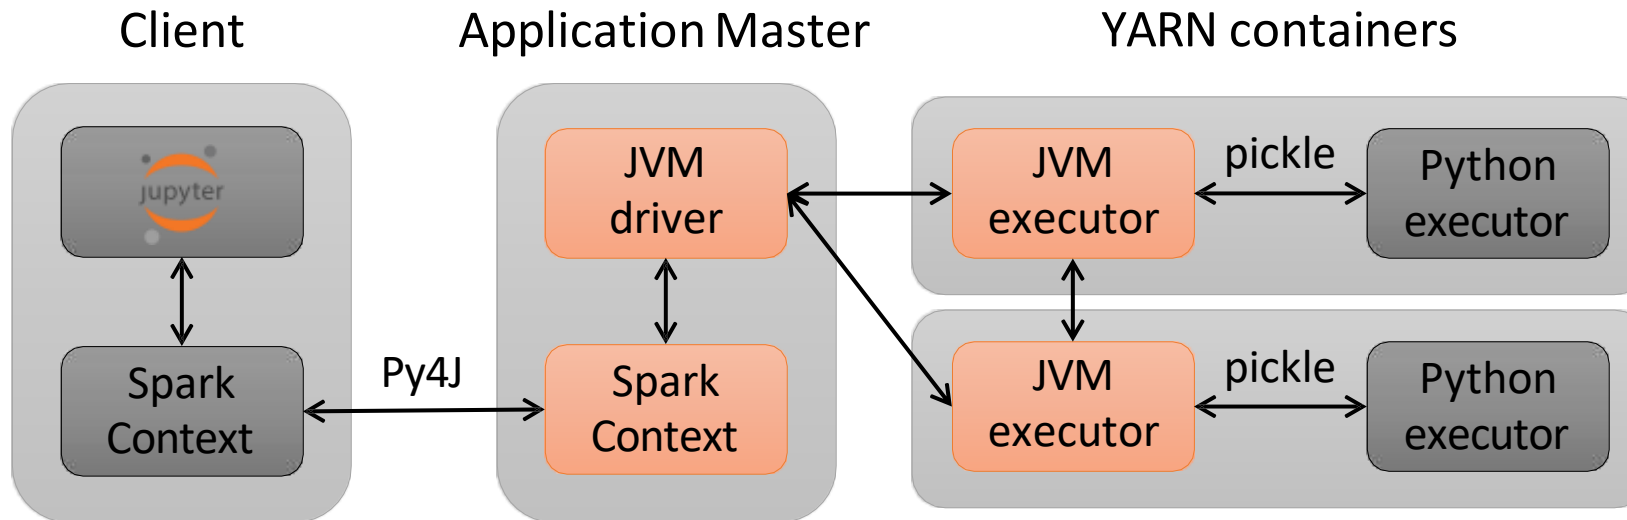 Client
Application Master
YARN containers
jupyter
Spark
Context
Py4J
JVM
driver
Spark
Context
JVM
executor
pickle
Python
executor
JVM
executor
pickle
Python
executor